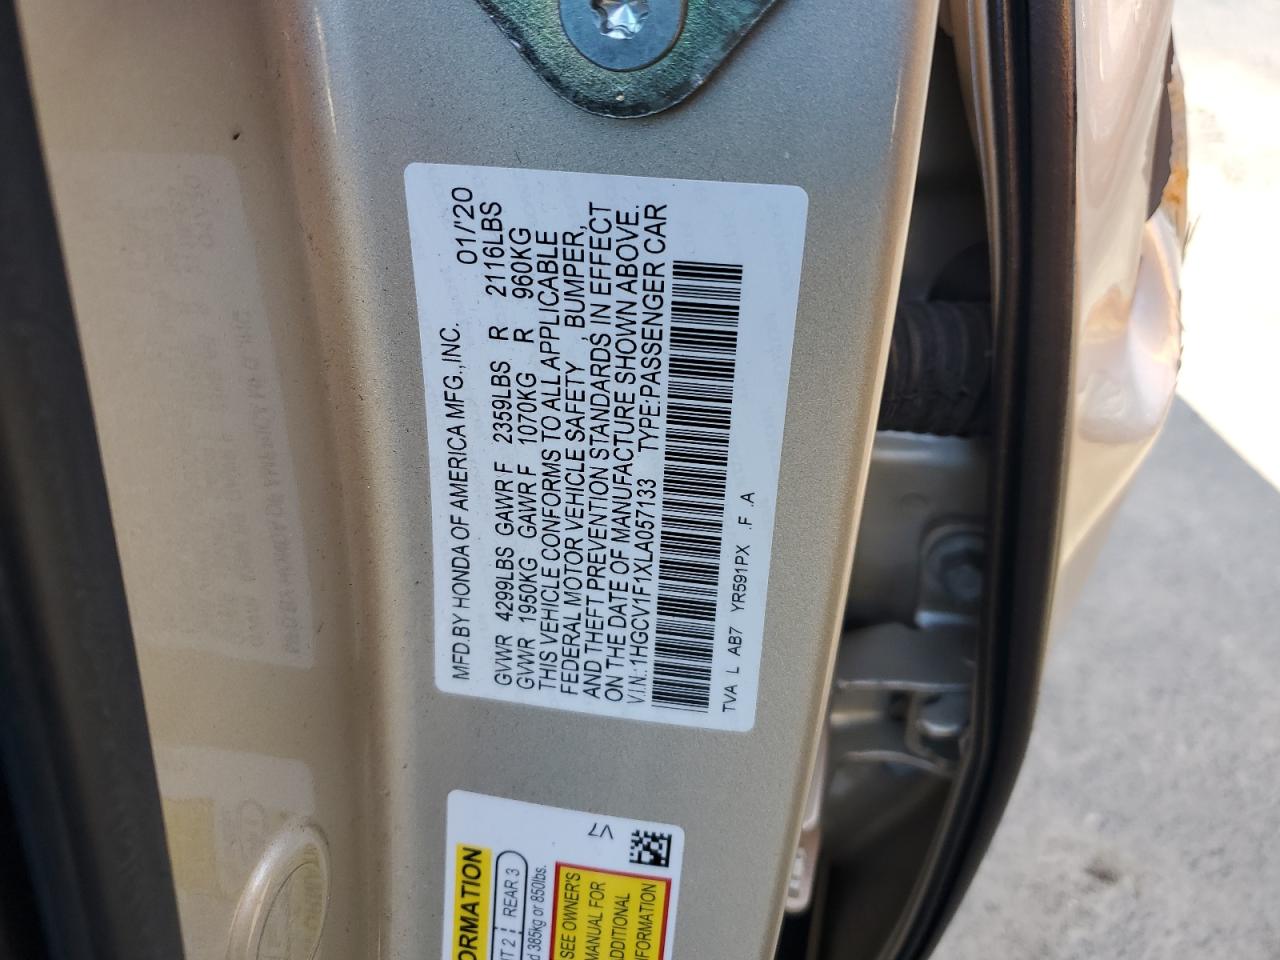 MFD.BY HONDA OF AMERICA MFG.,INC. 01/'20
GVWR 4299LBS GAWR F 2359LBS R 2116LBS
GVWR 1950KG GAWR F 1070KG R 960KG
THIS VEHICLE CONFORMS TO ALL APPLICABLE
FEDERAL MOTOR VEHICLE SAFETY, BUMPER,
AND THEFT PREVENTION STANDARDS IN EFFECT
ON THE DATE OF MANUFACTURE SHOWN ABOVE.
V.I.N.:1HGCV1F1XLA057133 TYPE:PASSENGER CAR
TVA L AB7 YR591PX .F .A
ORMATION
2 REAR 3
385kg or 850lbs.
V7
SEE OWNER'S
MANUAL FOR
ADDITIONAL
INFORMATION